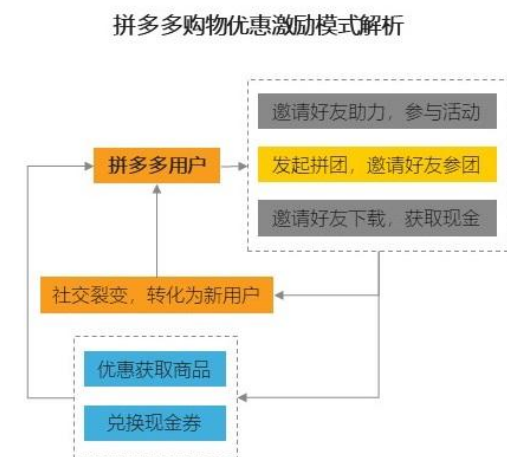 拼多多购物优惠激励模式解析
邀请好友助力，参与活动
拼多多用户
发起拼团，邀请好友参团
邀请好友下载，获取现金
社交裂变，转化为新用户
优惠获取商品
兑换现金券